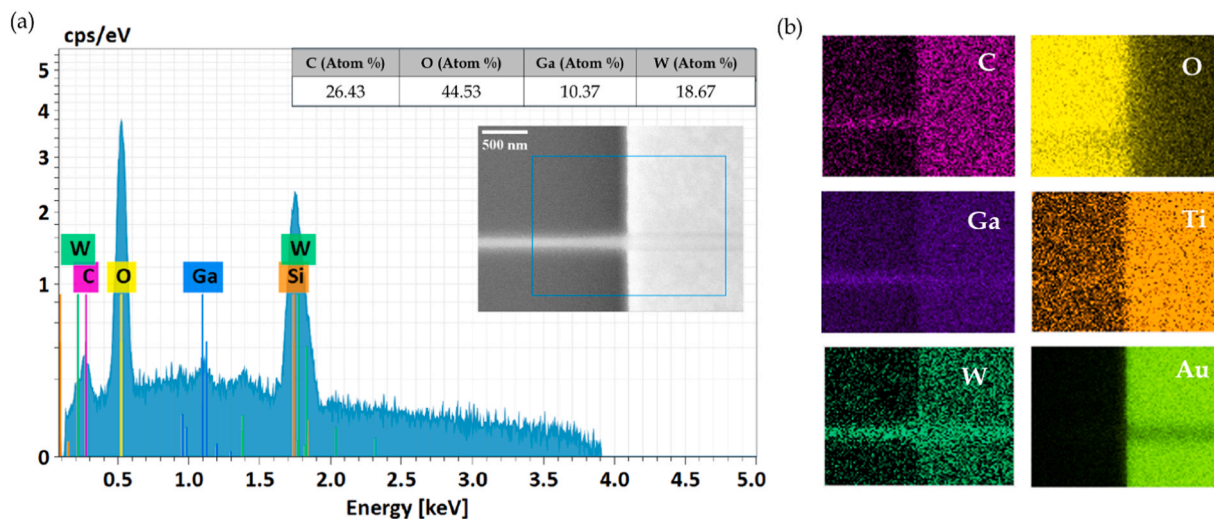 (a)
cps/eV
5
4
3
2
1
0
C (Atom %) O (Atom %) Ga (Atom %) W (Atom %)
26.43 44.53 10.37 18.67
500 nm
W W
C O Ga Si
0.5 1.0 1.5 2.0 2.5 3.0 3.5 4.0 4.5 5.0
Energy [keV]
(b)
C O
Ga Ti
W Au